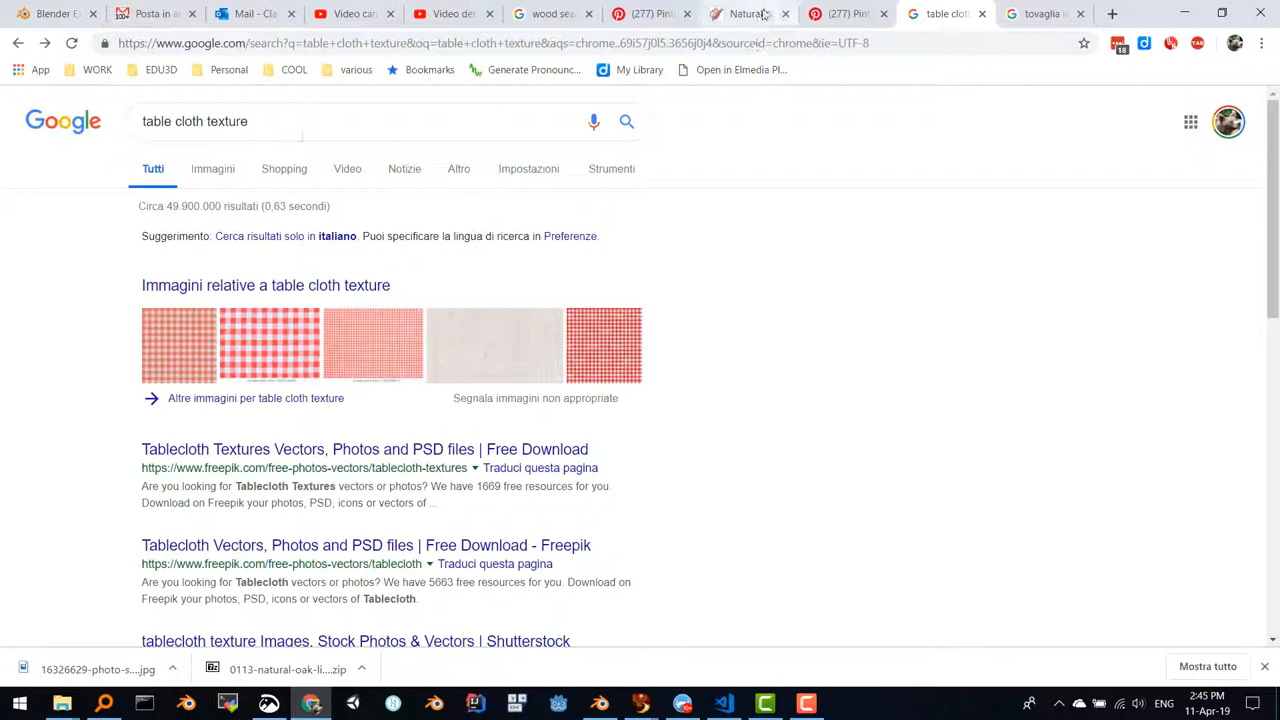 Blender E
Posta in a
Mail - Cla
Video car
Video del
wood sea
(277) Pint
Natural
(277) Pint
table clot
tovaglia v
https://www.google.com/search?q=table+cloth+texture&oq=table+cloth+texture&aqs=chrome..69i57j0l5.3656j0j4&sourceid=chrome&ie=UTF-8
18
App
WORK
EDU3D
Personal
COOL
various
Bookmarks
Generate Pronounc...
My Library
Open in Elmedia Pl...
Google
table cloth texture
Tutti Immagini Shopping Video Notizie Altro Impostazioni Strumenti
Circa 49.900.000 risultati (0,63 secondi)
Suggerimento: Cerca risultati solo in italiano. Puoi specificare la lingua di ricerca in Preferenze.
Immagini relative a table cloth texture
Altre immagini per table cloth texture
Segnala immagini non appropriate
Tablecloth Textures Vectors, Photos and PSD files | Free Download
https://www.freepik.com/free-photos-vectors/tablecloth-textures ▾ Traduci questa pagina
Are you looking for Tablecloth Textures vectors or photos? We have 1669 free resources for you.
Download on Freepik your photos, PSD, icons or vectors of ...
Tablecloth Vectors, Photos and PSD files | Free Download - Freepik
https://www.freepik.com/free-photos-vectors/tablecloth ▾ Traduci questa pagina
Are you looking for Tablecloth vectors or photos? We have 5663 free resources for you. Download on
Freepik your photos, PSD, icons or vectors of Tablecloth.
tablecloth texture Images, Stock Photos & Vectors | Shutterstock
16326629-photo-s....jpg
0113-natural-oak-li....zip
Mostra tutto
ENG
2:45 PM
11-Apr-19